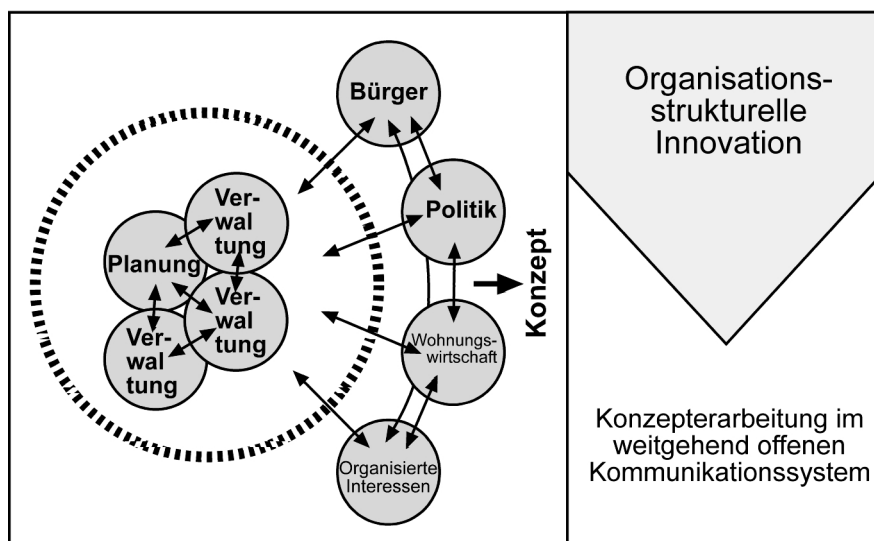 Bürger
Politik
Ver-
wal
tung
Planung
Ver-
wal
tung
Ver-
wal
tung
Wohnungs-
wirtschaft
Organisierte
Interessen
Konzept
Organisations-
strukturelle
Innovation
Konzepterarbeitung im
weitgehend offenen
Kommunikationssystem